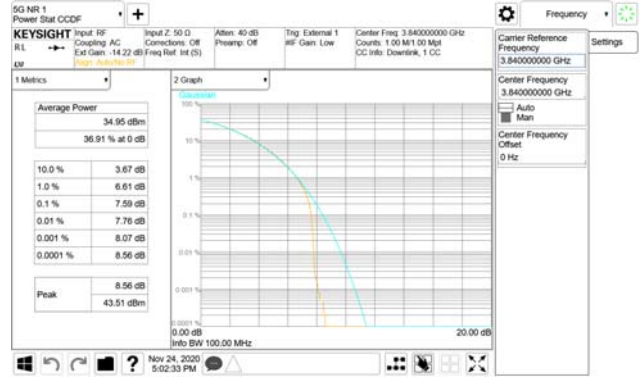 5G NR 1
Power Stat CCDF
Frequency
KEYSIGHT
RL
Input: RF
Coupling: AC
Ext Gain: -14.22 dB
Align: Auto/No RF
Input Z: 50 Ω
Corrections: Off
Freq Ref: Int (S)
Atten: 40 dB
Preamp: Off
Trig: External 1
#IF Gain: Low
Center Freq: 3.840000000 GHz
Counts: 1.00 M/1.00 Mpt
CC Info: Downlink, 1 CC
Carrier Reference
Frequency
3.840000000 GHz
Settings
Center Frequency
3.840000000 GHz
Auto
Man
Center Frequency
Offset
0 Hz
1 Metrics
Average Power
34.95 dBm
36.91 % at 0 dB
10.0 % 3.67 dB
1.0 % 6.61 dB
0.1 % 7.59 dB
0.01 % 7.76 dB
0.001 % 8.07 dB
0.0001 % 8.56 dB
Peak
8.56 dB
43.51 dBm
2 Graph
Gaussian
100 %
10 %
1 %
0.1 %
0.01 %
0.001 %
0.0001 %
0.00 dB
20.00 dB
Info BW 100.00 MHz
Nov 24, 2020
5:02:33 PM